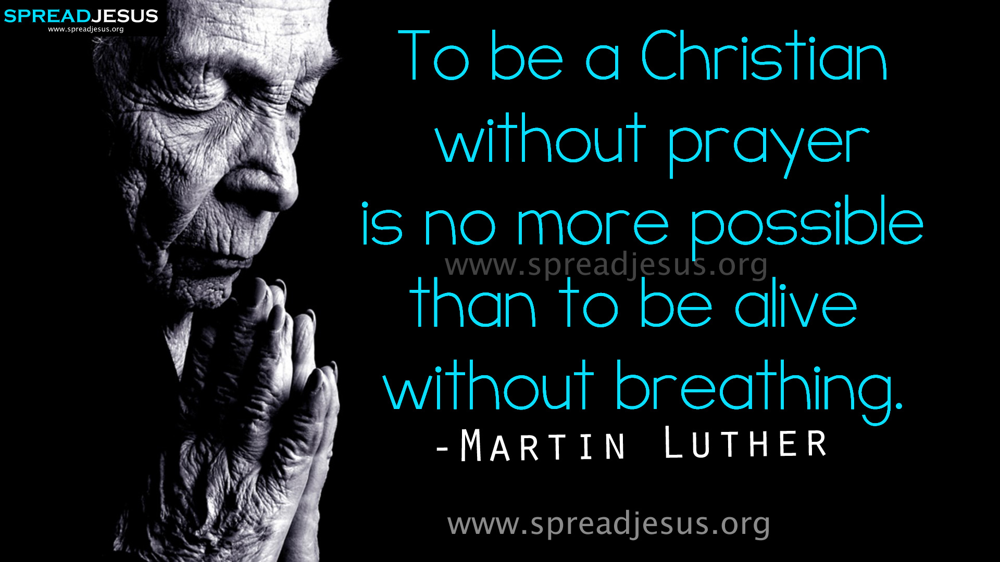 SPREADJESUS
www.spreadjesus.org
To be a Christian
without prayer
is no more possible
www.spreadjesus.org
than to be alive
without breathing.
-Martin Luther
www.spreadjesus.org